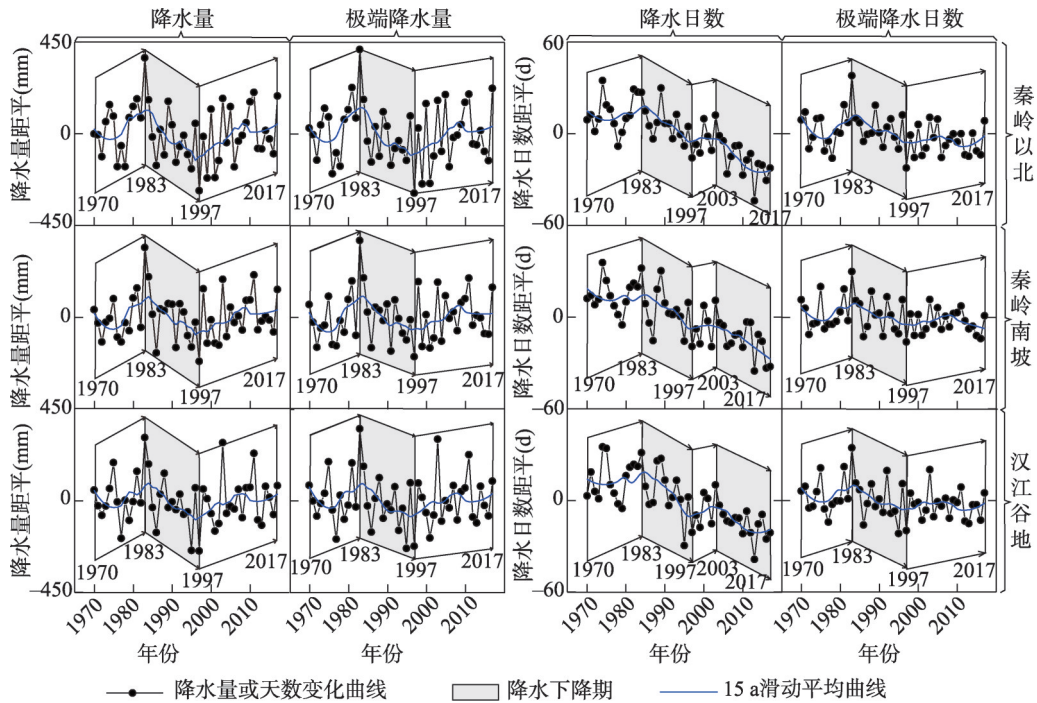 降水量 极端降水量 降水日数 极端降水日数
450 60
降水量距平(mm) 0 降水日数距平(d) 0 秦岭以北
1983 1983 1983 2003 1983
1970 2017 1970 2017 1970 1997 2017 1970 2017
1997 1997 1997
−450 −60
450 60
降水量距平(mm) 0 降水日数距平(d) 0 秦岭南坡
1983 1983 1983 2003 1983
1970 2017 1970 2017 1970 1997 2017 1970 2017
1997 1997 1997
450 −60
降水量距平(mm) 0 降水日数距平(d) 0 汉江谷地
1983 1983 1983 2003 1983
1970 2017 1970 2017 1970 1997 2017 1970 2017
1997 1997 1997
−450 −60
1970 1980 1990 2000 2010 1970 1980 1990 2000 2010 1970 1980 1990 2000 2010 1970 1980 1990 2000 2010
年份 年份 年份 年份
降水量或天数变化曲线 降水下降期 15 a滑动平均曲线